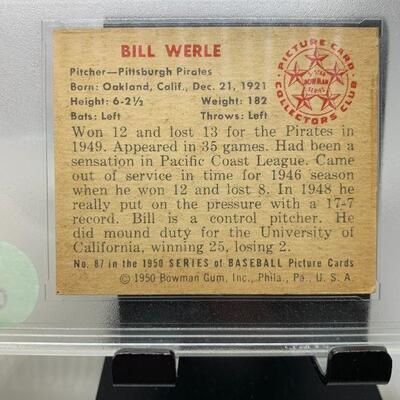 BILL WERLE
Pitcher—Pittsburgh Pirates
Born: Oakland, Calif., Dec. 21, 1921
Height: 6-2½ Weight: 182
Bats: Left Throws: Left
PICTURE CARD
5 STAR
BOWMAN
SERIES
COLLECTORS CLUB
Won 12 and lost 13 for the Pirates in
1949. Appeared in 35 games. Had been
a sensation in Pacific Coast League. Came
out of service in time for 1946 season
when he won 12 and lost 8. In 1948 he
really put on the pressure with a 17-7
record. Bill is a control pitcher. He
did mound duty for the University of
California, winning 25, losing 2.
No. 87 in the 1950 SERIES of BASEBALL Picture Cards
© 1950 Bowman Gum, Inc., Phila., Pa., U. S. A.